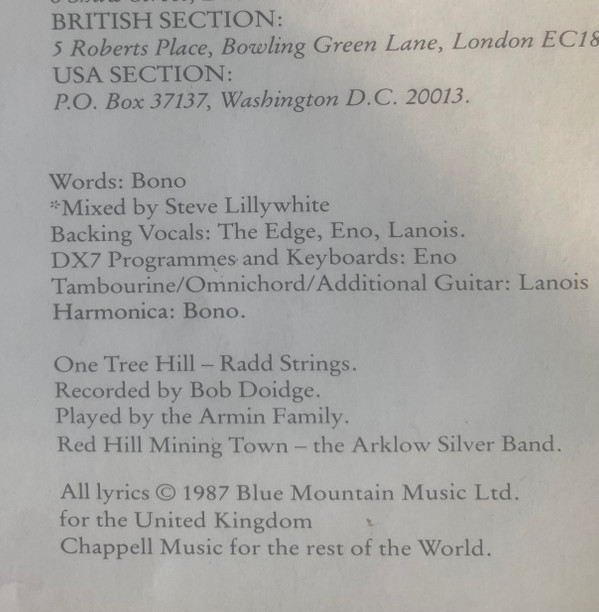 BRITISH SECTION:
5 Roberts Place, Bowling Green Lane, London EC18
USA SECTION:
P.O. Box 37137, Washington D.C. 20013.
Words: Bono
*Mixed by Steve Lillywhite
Backing Vocals: The Edge, Eno, Lanois.
DX7 Programmes and Keyboards: Eno
Tambourine/Omnichord/Additional Guitar: Lanois
Harmonica: Bono.
One Tree Hill – Radd Strings.
Recorded by Bob Doidge.
Played by the Armin Family.
Red Hill Mining Town – the Arklow Silver Band.
All lyrics © 1987 Blue Mountain Music Ltd.
for the United Kingdom
Chappell Music for the rest of the World.